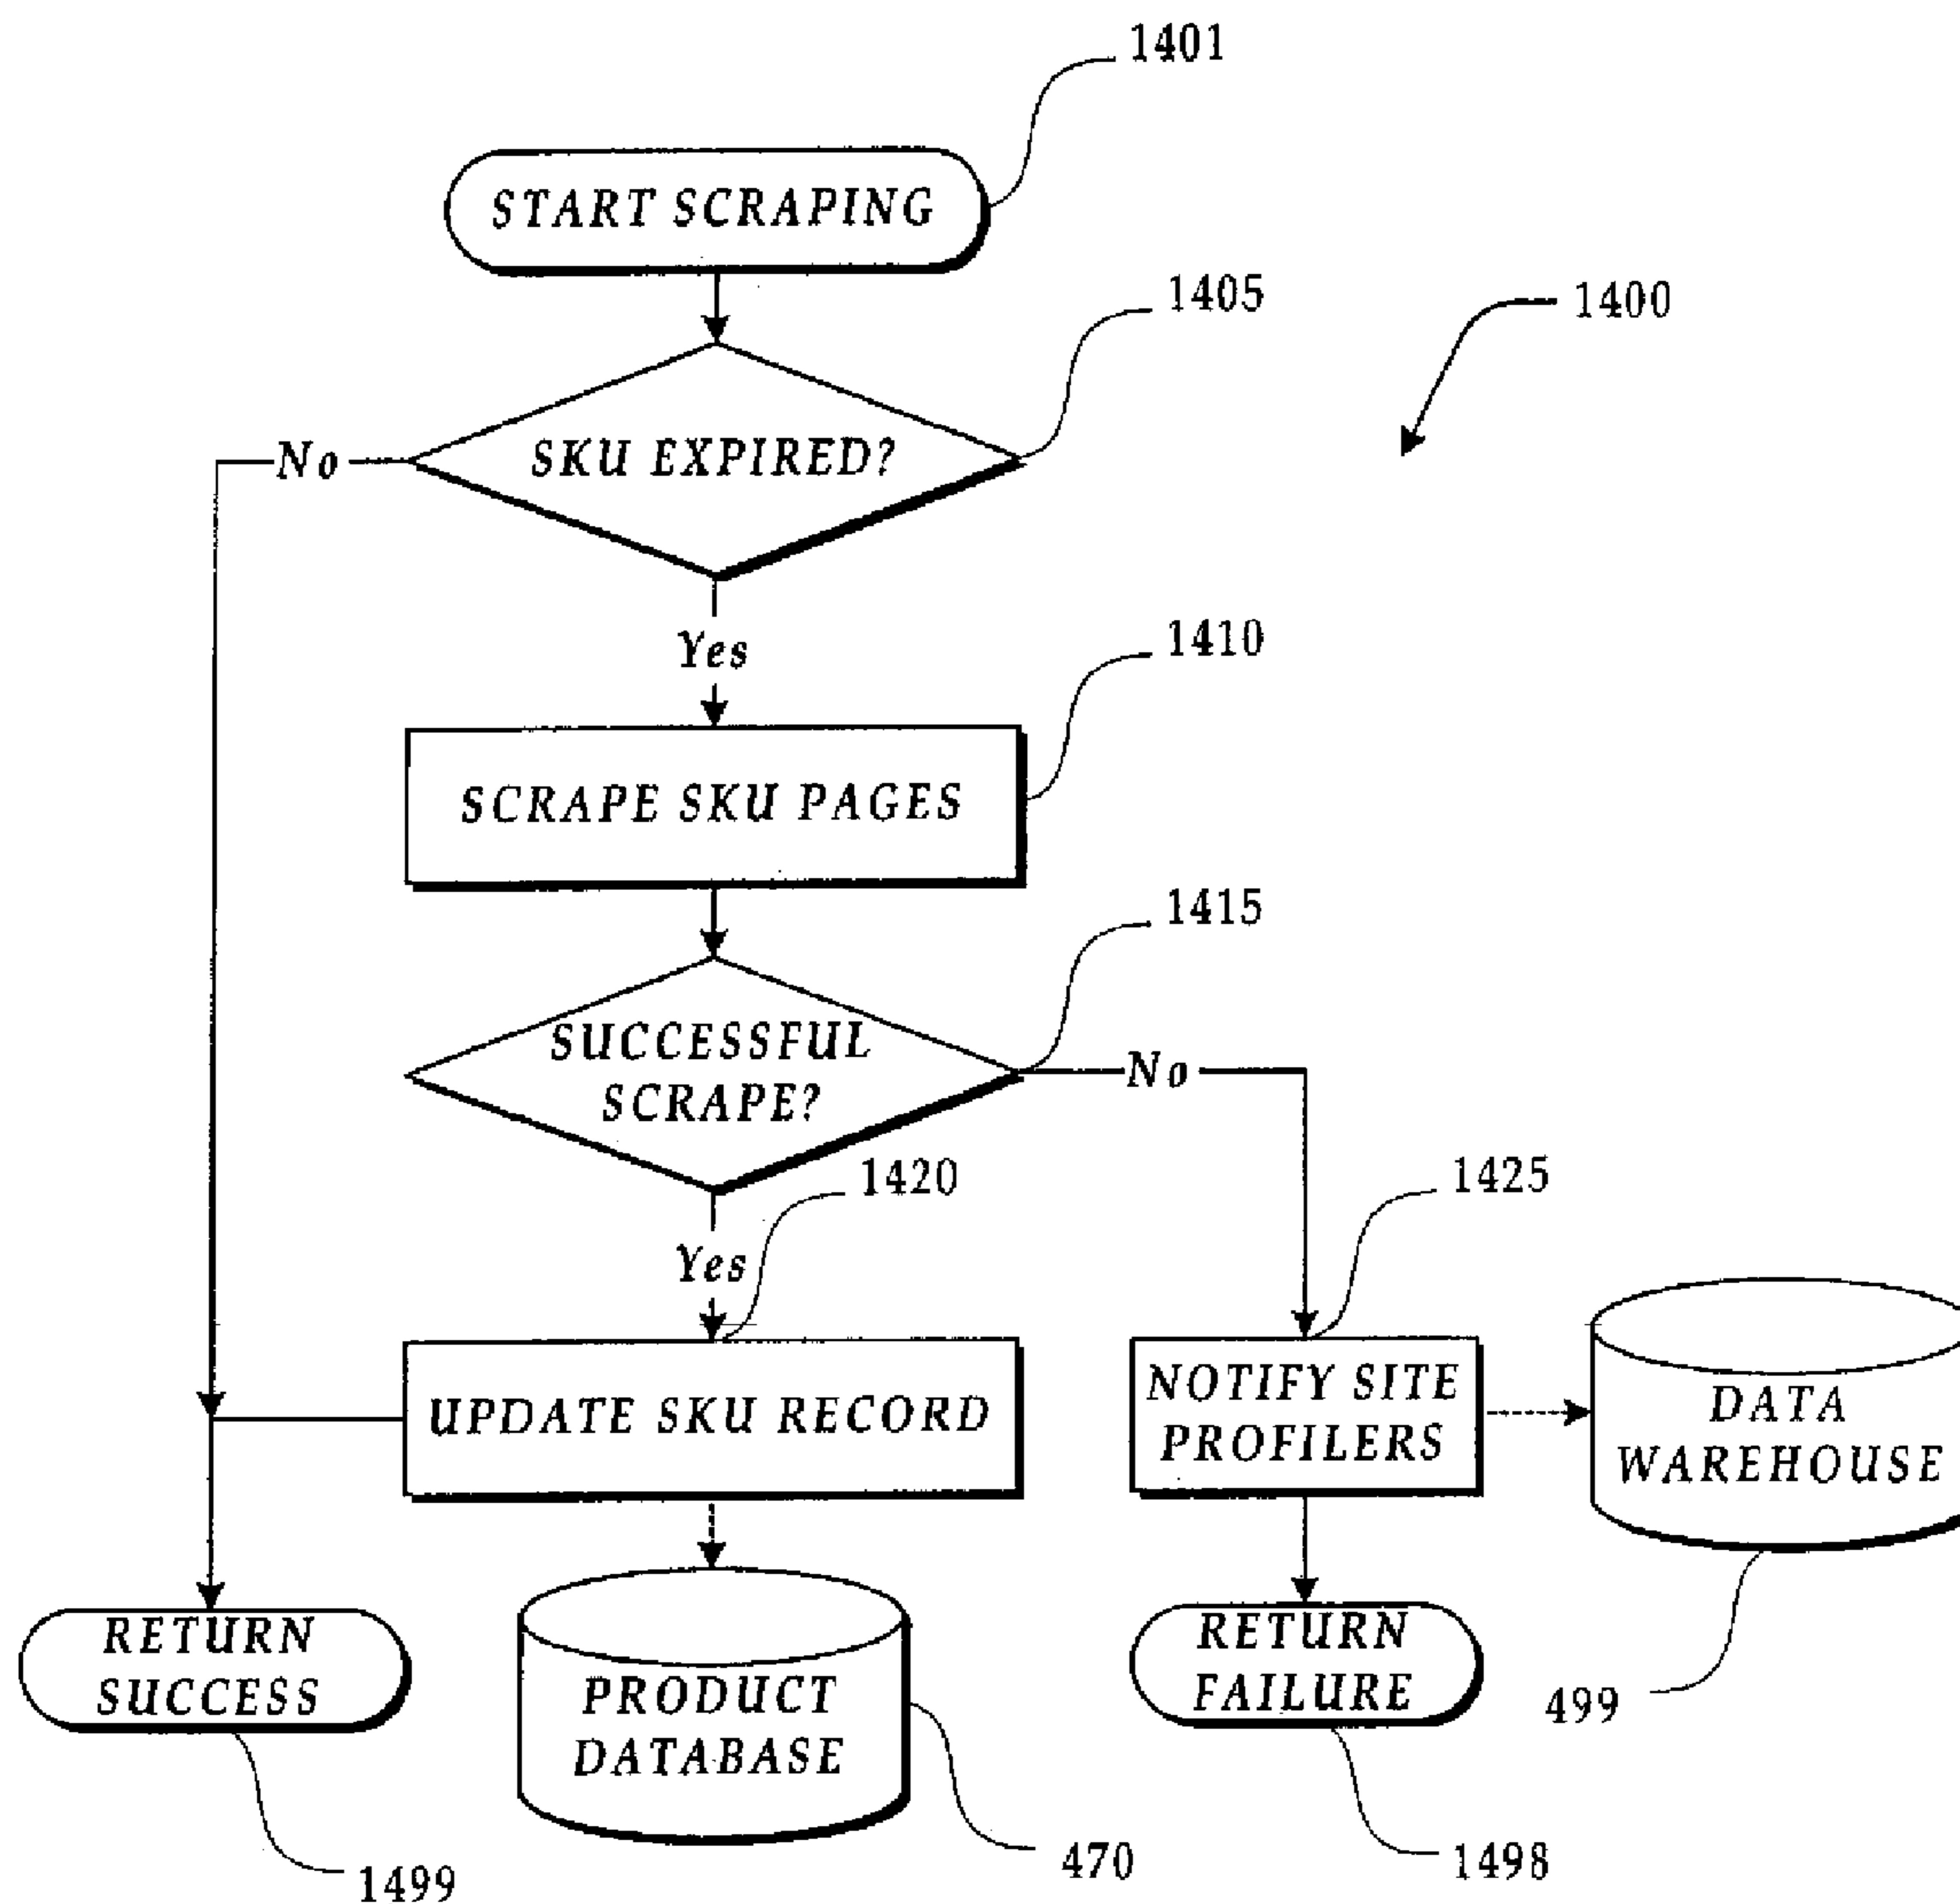 1401
START SCRAPING
1405
1400
SKU EXPIRED?
No
Yes
1410
SCRAPE SKU PAGES
1415
SUCCESSFUL
SCRAPE?
No
1420
1425
Yes
UPDATE SKU RECORD
NOTIFY SITE
PROFILERS
DATA
WAREHOUSE
RETURN
SUCCESS
PRODUCT
DATABASE
RETURN
FAILURE
499
1499
470
1498